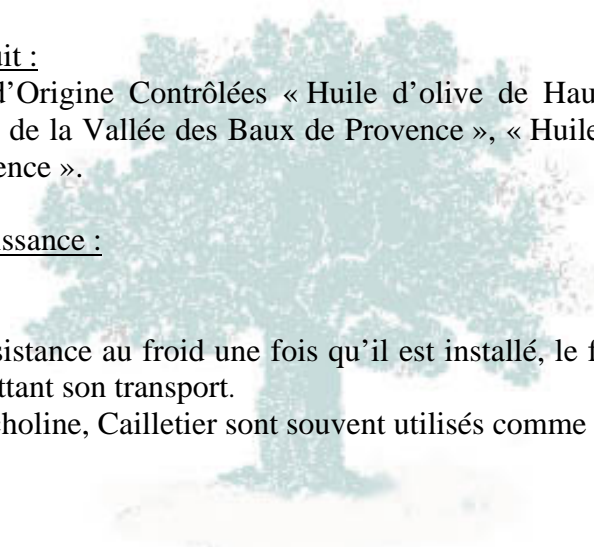 uit :
d’Origine Contrôlées « Huile d’olive de Hau
de la Vallée des Baux de Provence », « Huile
ence ».
issance :
sistance au froid une fois qu’il est installé, le f
ttant son transport.
choline, Cailletier sont souvent utilisés comme